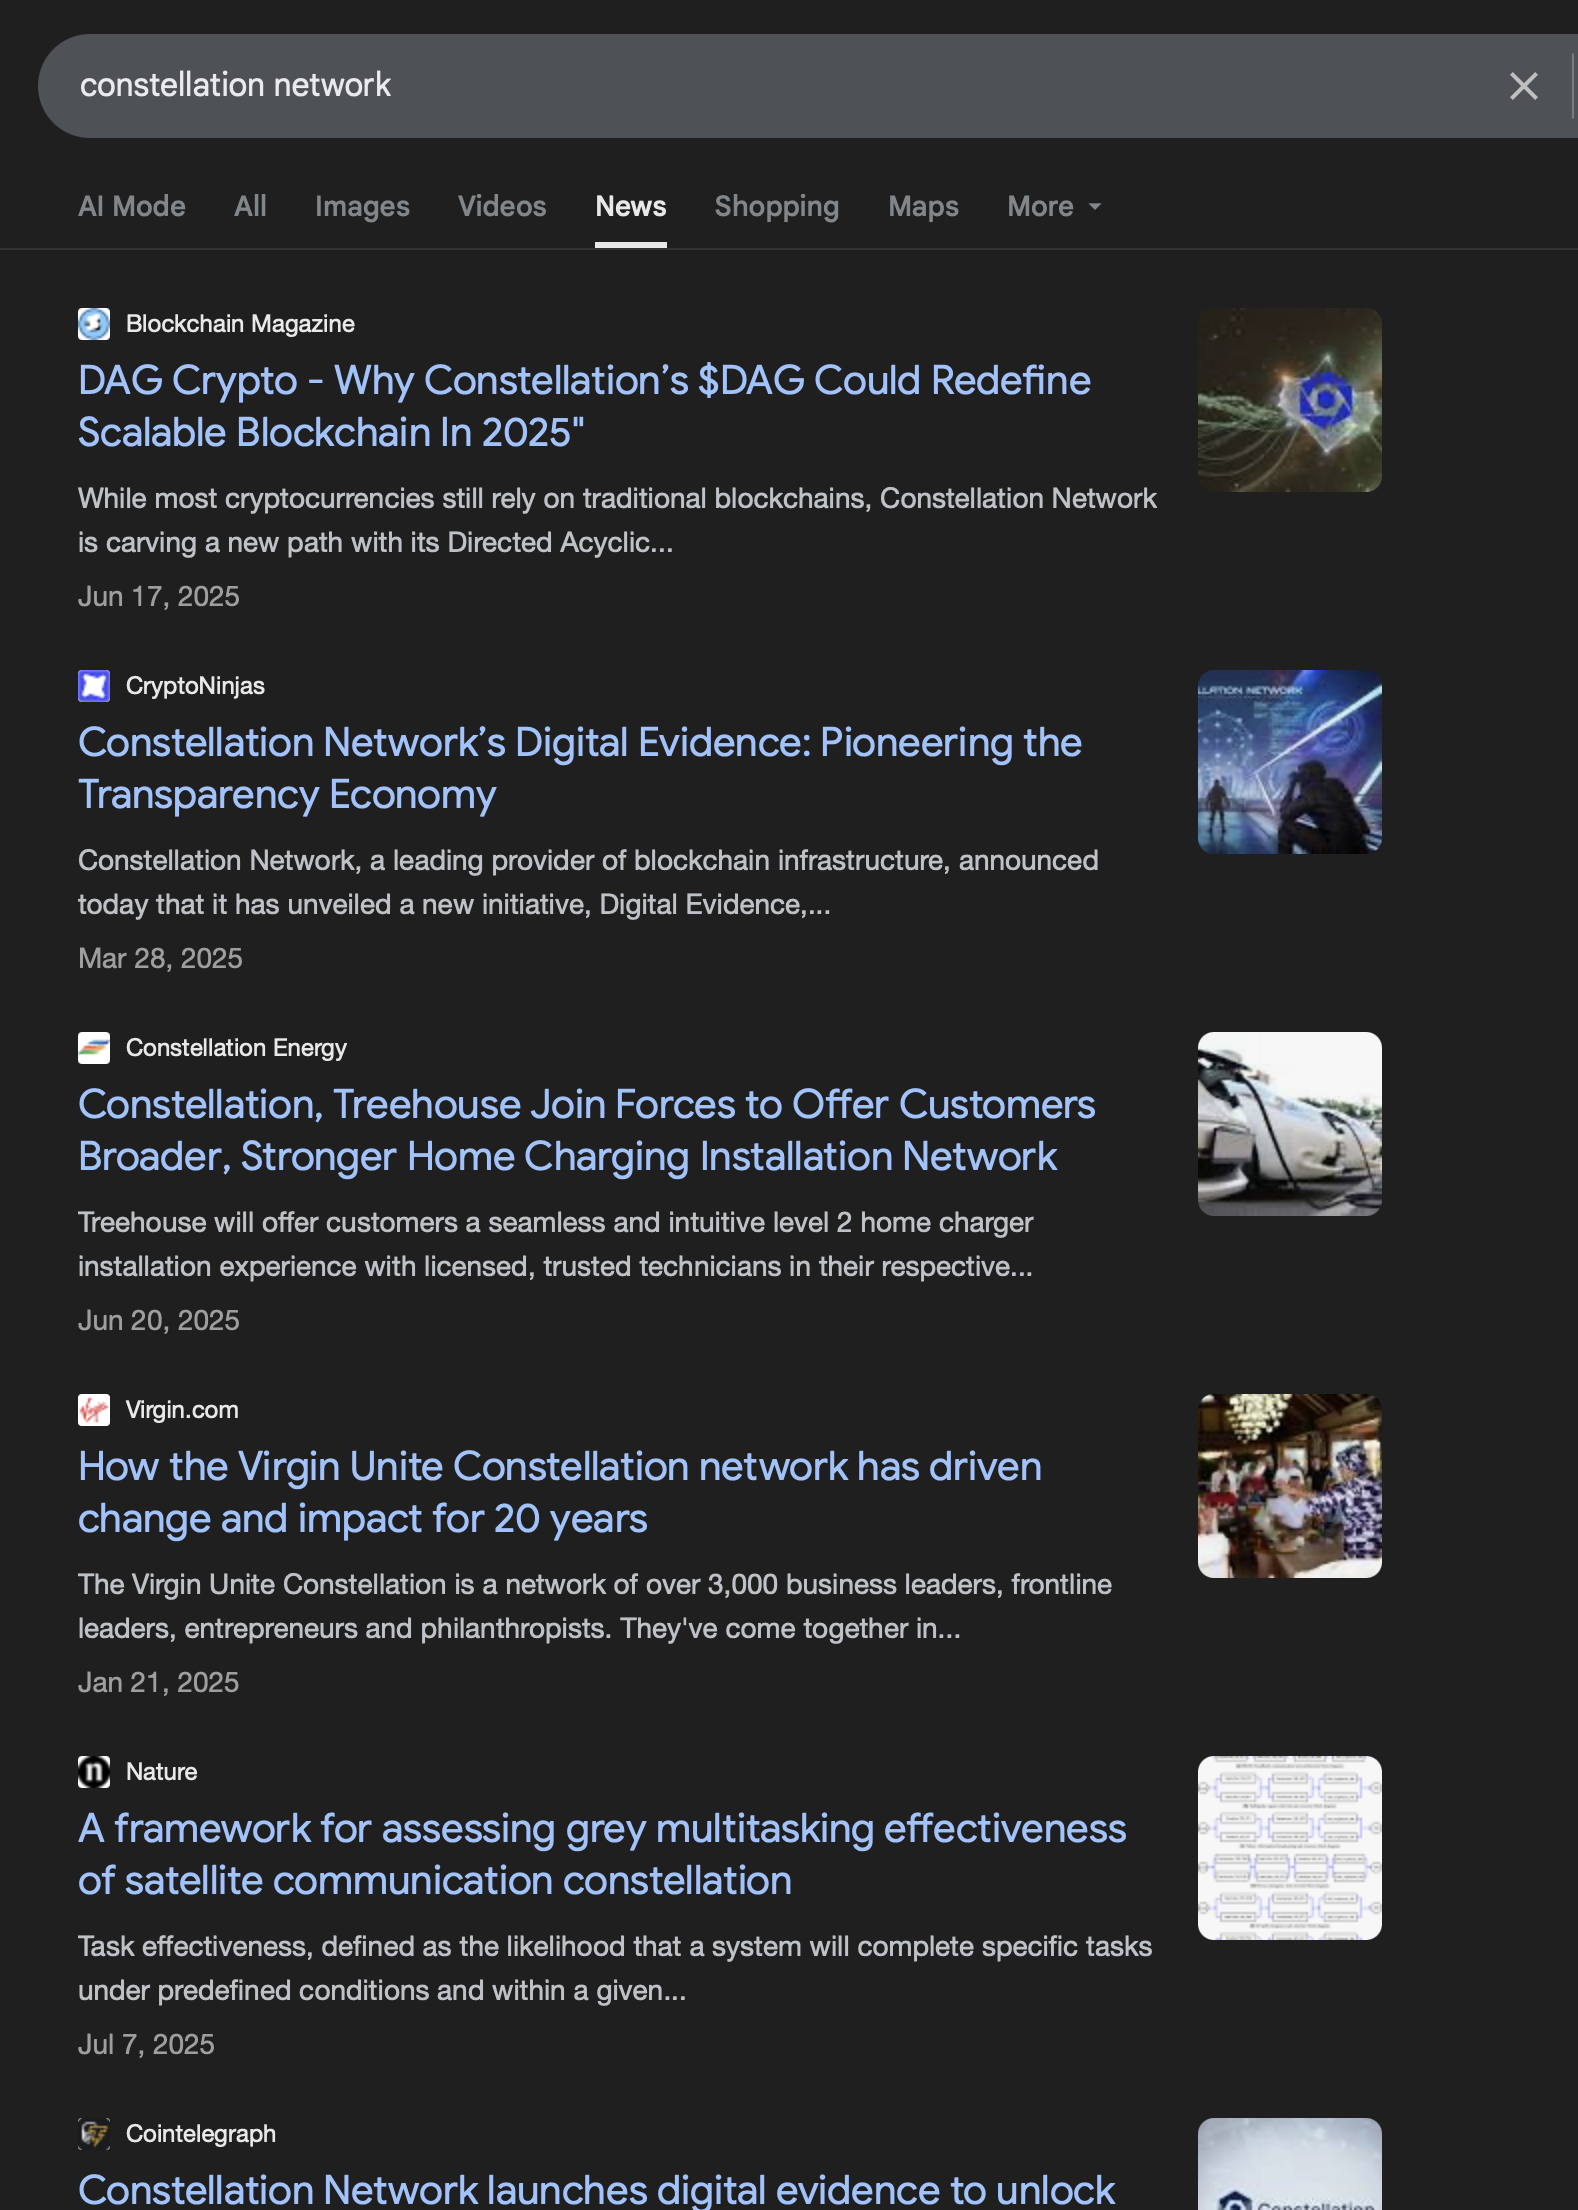 constellation network
AI Mode All Images Videos News Shopping Maps More
Blockchain Magazine
DAG Crypto - Why Constellation’s $DAG Could Redefine
Scalable Blockchain In 2025"
While most cryptocurrencies still rely on traditional blockchains, Constellation Network
is carving a new path with its Directed Acyclic...
Jun 17, 2025
CryptoNinjas
LLATION NETWORK
Constellation Network’s Digital Evidence: Pioneering the
Transparency Economy
Constellation Network, a leading provider of blockchain infrastructure, announced
today that it has unveiled a new initiative, Digital Evidence,...
Mar 28, 2025
Constellation Energy
Constellation, Treehouse Join Forces to Offer Customers
Broader, Stronger Home Charging Installation Network
Treehouse will offer customers a seamless and intuitive level 2 home charger
installation experience with licensed, trusted technicians in their respective...
Jun 20, 2025
Virgin
Virgin.com
How the Virgin Unite Constellation network has driven
change and impact for 20 years
The Virgin Unite Constellation is a network of over 3,000 business leaders, frontline
leaders, entrepreneurs and philanthropists. They've come together in...
Jan 21, 2025
n
Nature
A framework for assessing grey multitasking effectiveness
of satellite communication constellation
Task effectiveness, defined as the likelihood that a system will complete specific tasks
under predefined conditions and within a given...
Jul 7, 2025
Cointelegraph
Constellation Network launches digital evidence to unlock
Constellation